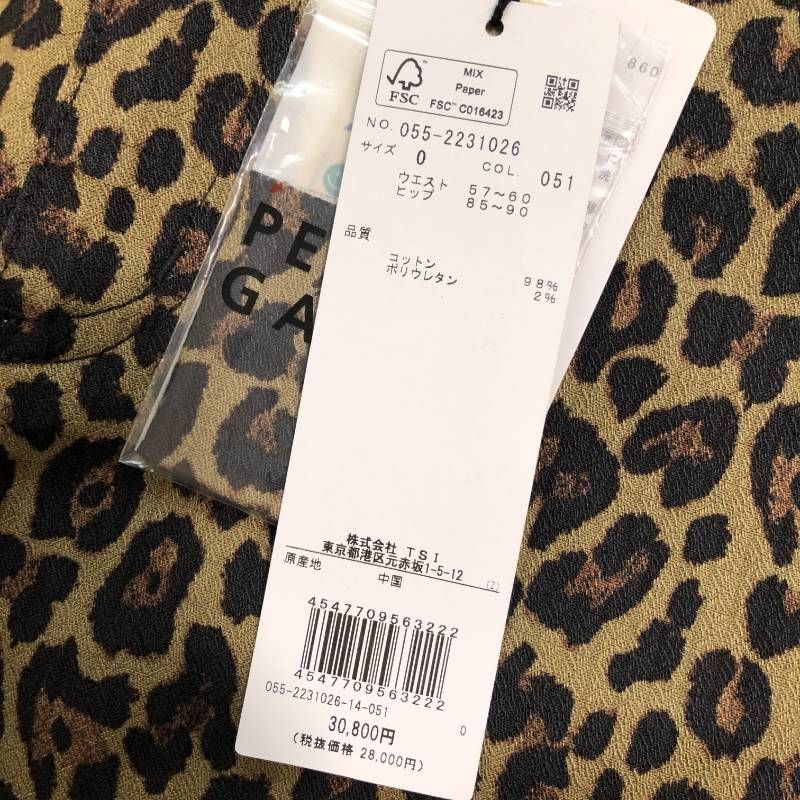 MIX
Paper
FSC™ C016423
FSC
NO. 055-2231026
サイズ 0 COL. 051
ウエスト 57～60
ヒップ 85～90
品質
コットン 98%
ポリウレタン 2%
株式会社 TSI
東京都港区元赤坂1-5-12
原産地 中国 (Z)
4547709563222
4547709563222
055-2231026-14-051
0
30,800円
(税抜価格 28,000円)
PE
GA
860